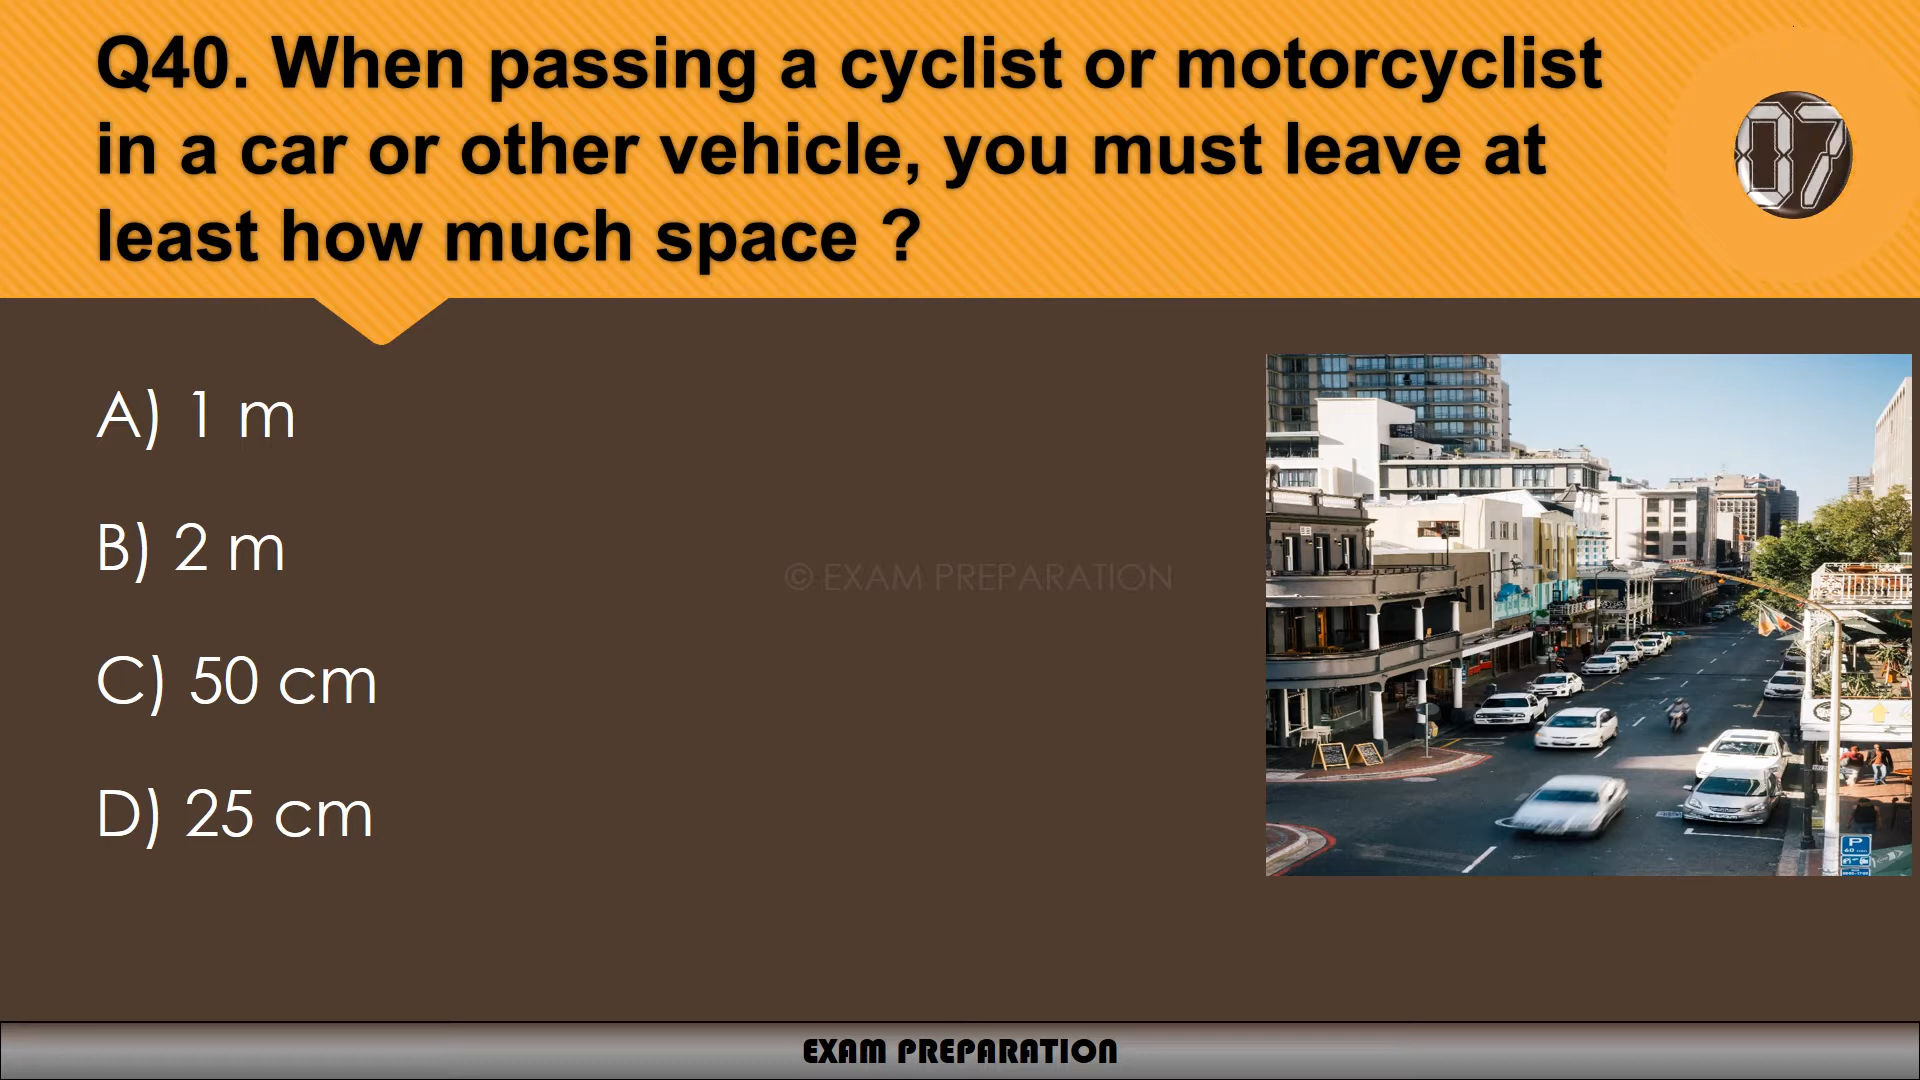 Q40. When passing a cyclist or motorcyclist
in a car or other vehicle, you must leave at
least how much space ?
07
A) 1 m
B) 2 m
C) 50 cm
D) 25 cm
© EXAM PREPARATION
P
EXAM PREPARATION